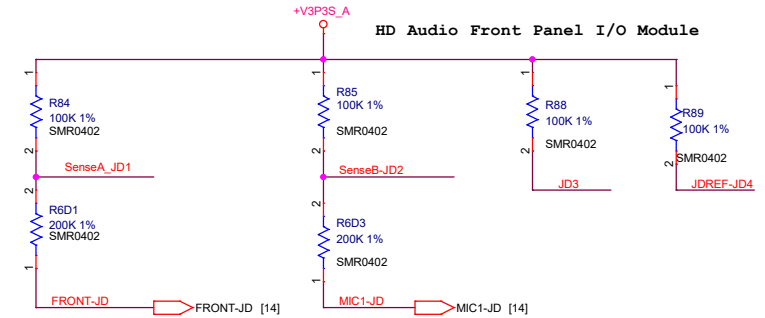 +V3P3S_A
HD Audio Front Panel I/O Module
1
R84
100K 1%
SMR0402
2
SenseA_JD1
2
R6D1
200K 1%
SMR0402
1
FRONT-JD
FRONT-JD [14]
1
R85
100K 1%
SMR0402
2
SenseB-JD2
2
R6D3
200K 1%
SMR0402
1
MIC1-JD
MIC1-JD [14]
1
R88
100K 1%
SMR0402
2
JD3
1
R89
100K 1%
SMR0402
2
JDREF-JD4